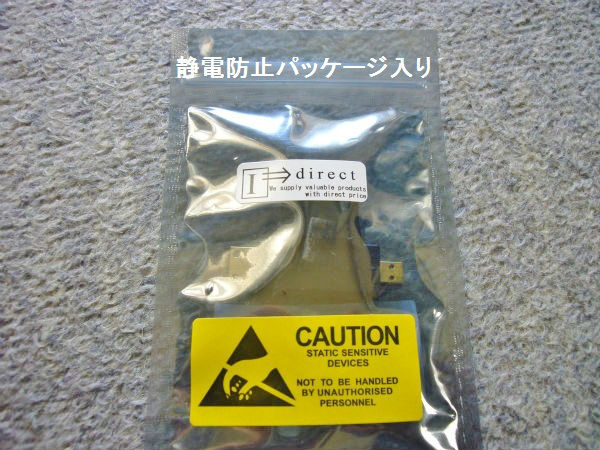 静電防止パッケージ入り
I direct
We supply valuable products
with direct price
CAUTION
STATIC SENSITIVE
DEVICES
NOT TO BE HANDLED
BY UNAUTHORISED
PERSONNEL